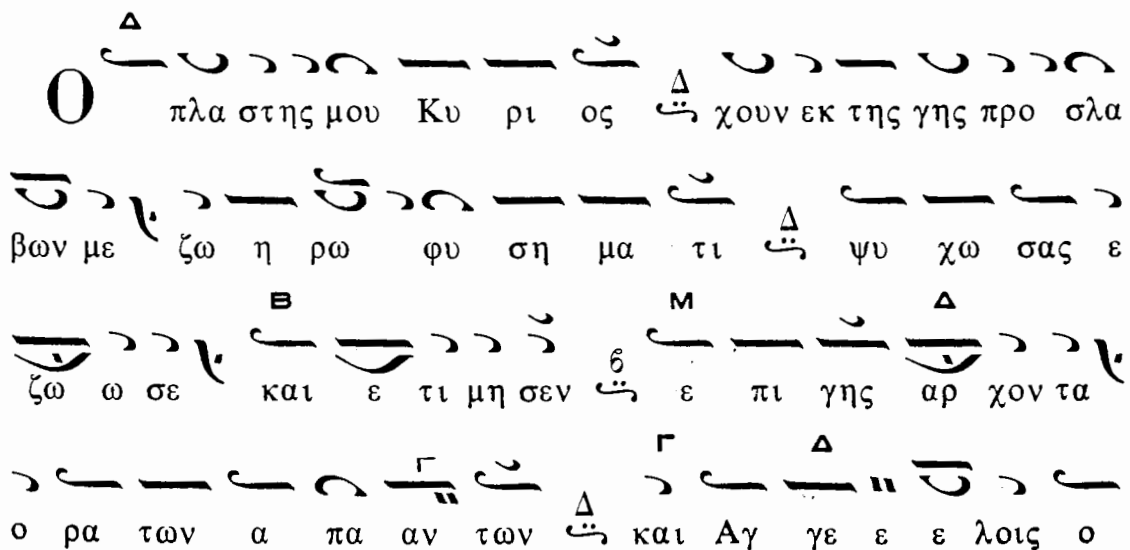 Δ
Ο πλα στης μου Κυ ρι ος Δ χουν εκ της γης προ σλα
βων με ζω η ρω φυ ση μα τι Δ ψυ χω σας ε
Β Μ Δ
ζω ω σε και ε τι μη σεν ϐ ε πι γης αρ χον τα
Γ Γ Δ
ο ρα των α πα αν των Δ και Αγ γε ε ε λοις ο